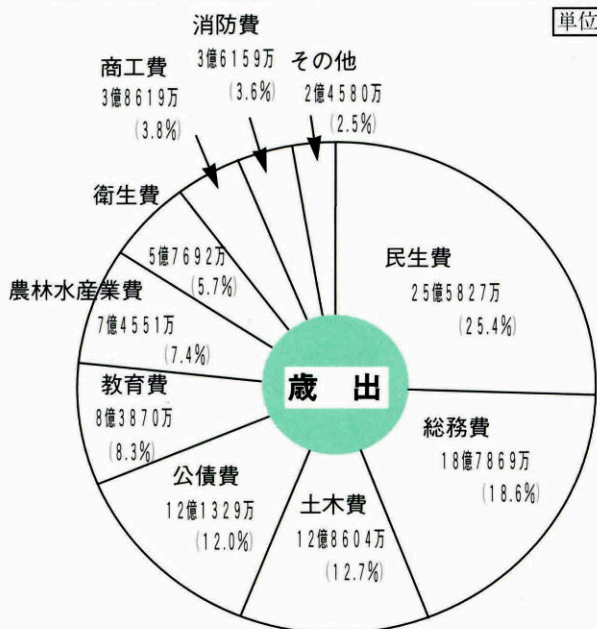 単位
消防費
3億6159万
(3.6%)
その他
2億4580万
(2.5%)
商工費
3億8619万
(3.8%)
衛生費
5億7692万
(5.7%)
農林水産業費
7億4551万
(7.4%)
教育費
8億3870万
(8.3%)
公債費
12億1329万
(12.0%)
土木費
12億8604万
(12.7%)
総務費
18億7869万
(18.6%)
民生費
25億5827万
(25.4%)
歳 出